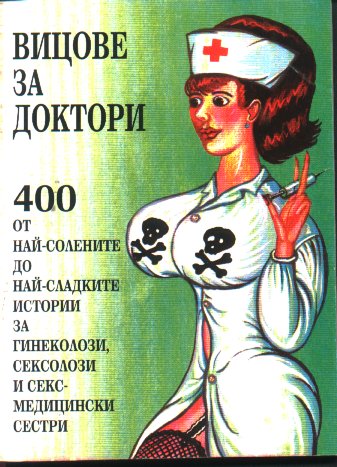 ВИЦОВЕ
ЗА
ДОКТОРИ
400
ОТ
НАЙ-СОЛЕНИТЕ
ДО
НАЙ-СЛАДКИТЕ
ИСТОРИИ
ЗА
ГИНЕКОЛОЗИ,
СЕКСОЛОЗИ
И СЕКС-
МЕДИЦИНСКИ
СЕСТРИ